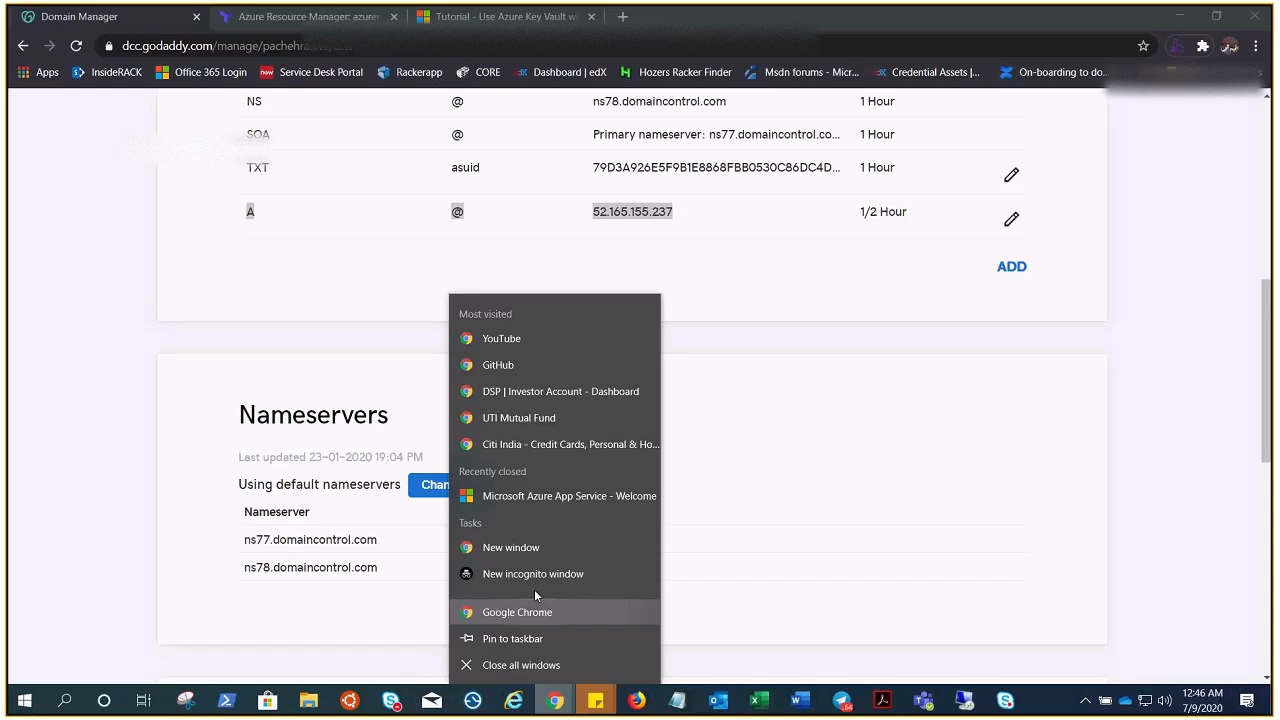 Domain Manager
Azure Resource Manager: azurer
Tutorial - Use Azure Key Vault wi
dcc.godaddy.com/manage/pachehra.live/dns
Apps InsideRACK Office 365 Login Service Desk Portal Rackerapp CORE Dashboard | edX Hozers Racker Finder Msdn forums - Micr... Credential Assets |... On-boarding to do...
NS @ ns78.domaincontrol.com 1 Hour
SOA @ Primary nameserver: ns77.domaincontrol.co... 1 Hour
TXT asuid 79D3A926E5F9B1E8868FBB0530C86DC4D... 1 Hour
A @ 52.165.155.237 1/2 Hour
ADD
Most visited
YouTube
GitHub
DSP | Investor Account - Dashboard
UTI Mutual Fund
Citi India - Credit Cards, Personal & Ho...
Recently closed
Microsoft Azure App Service - Welcome
Tasks
New window
New incognito window
Google Chrome
Pin to taskbar
Close all windows
Nameservers
Last updated 23-01-2020 19:04 PM
Using default nameservers Chan
Nameserver
ns77.domaincontrol.com
ns78.domaincontrol.com
12:46 AM
7/9/2020